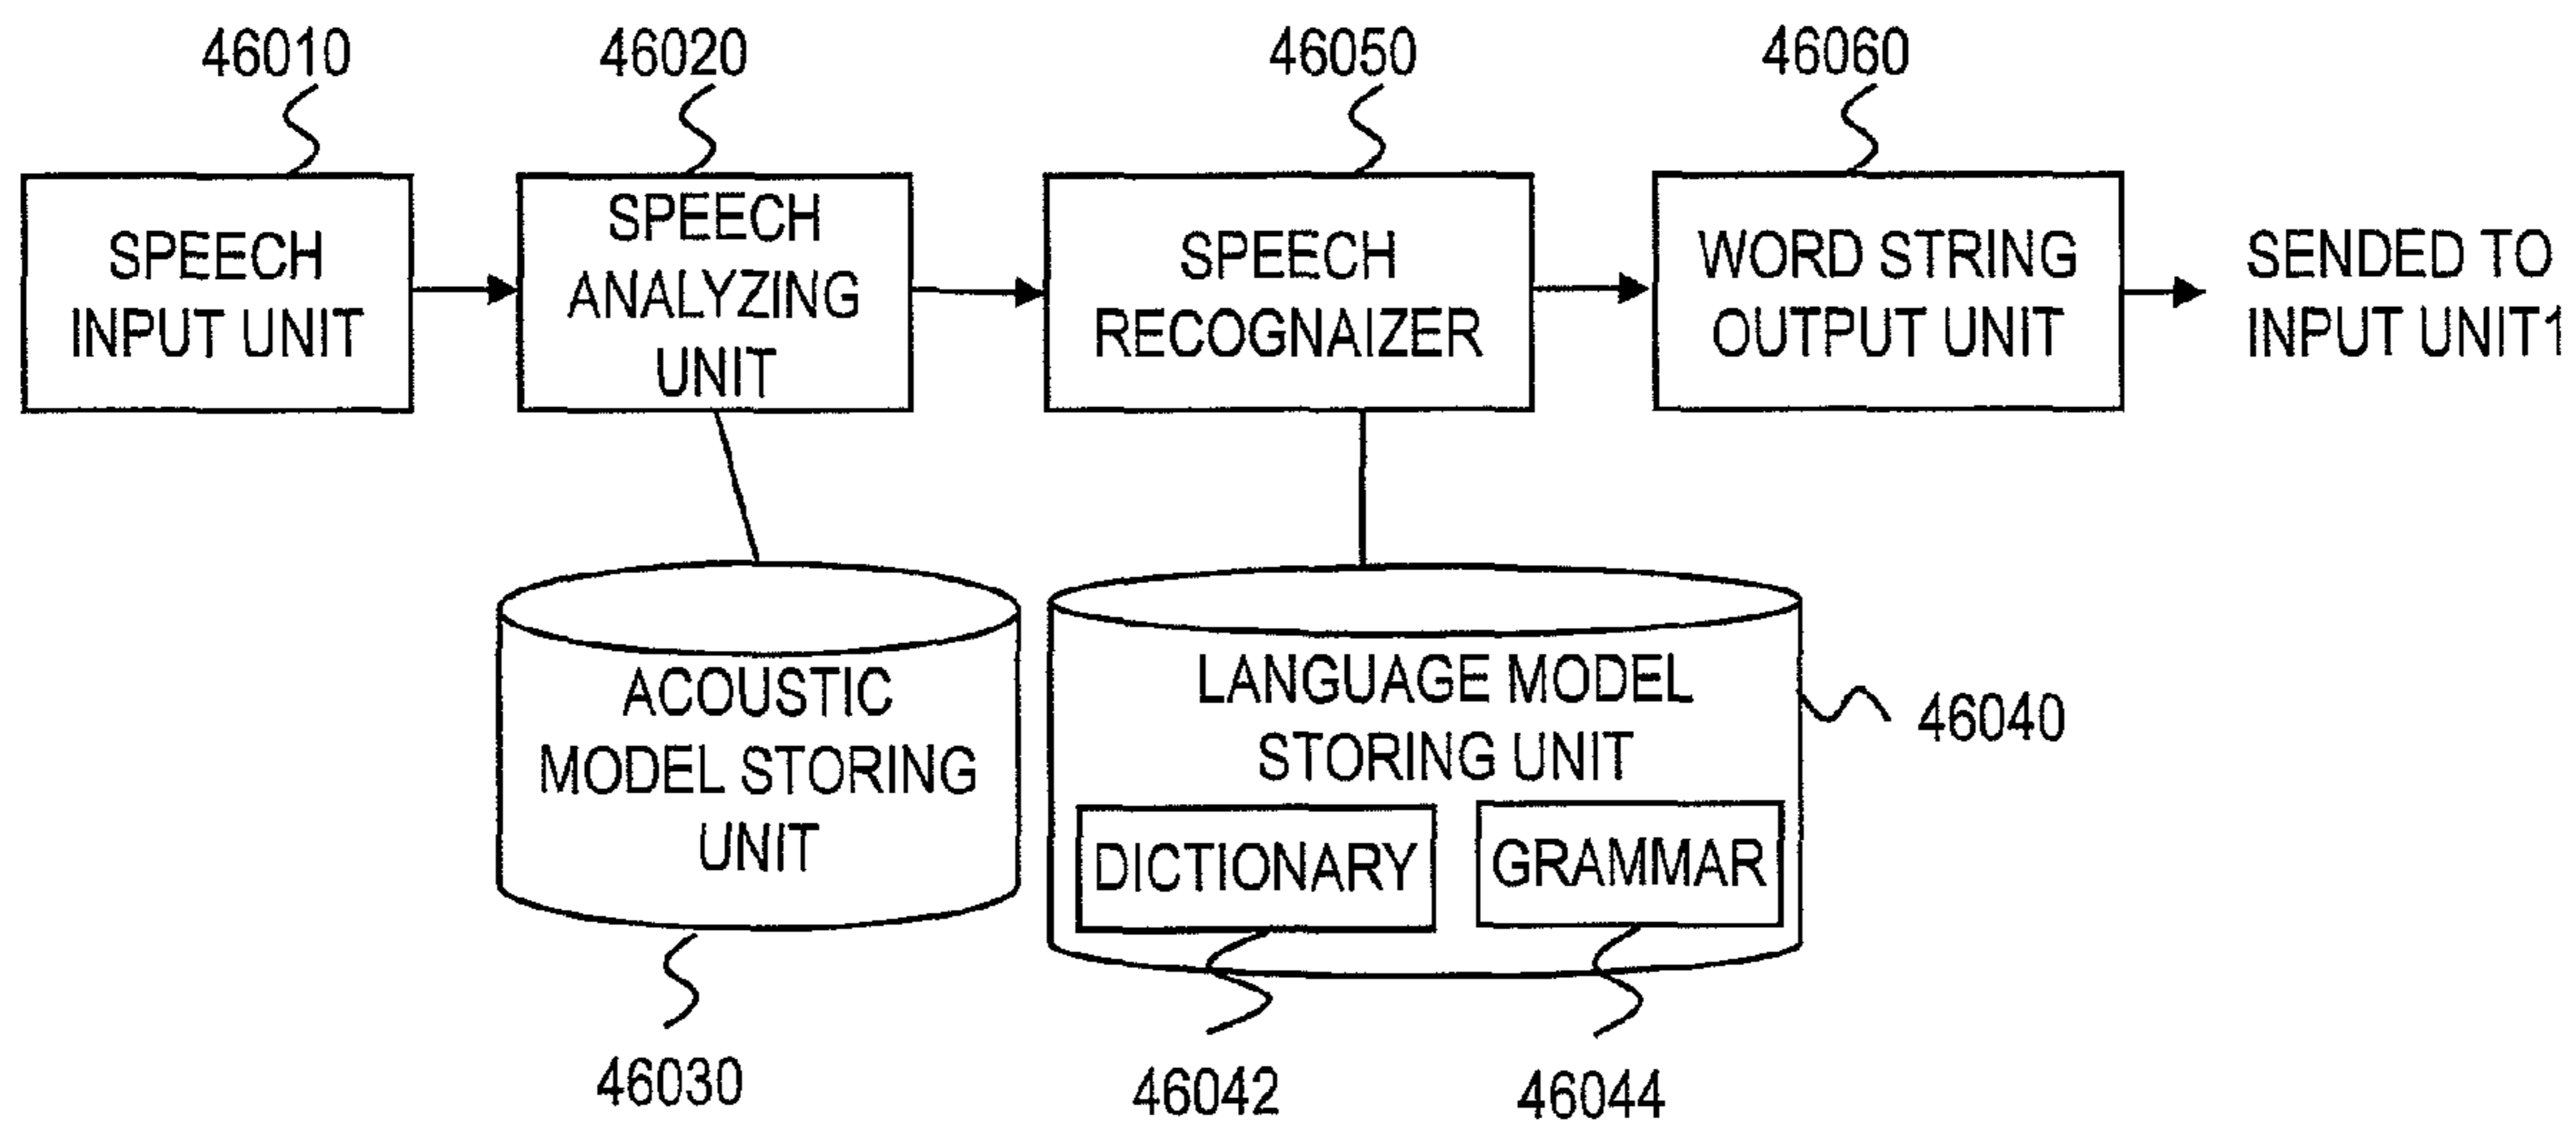 46010
46020
46050
46060
SPEECH
INPUT UNIT
SPEECH
ANALYZING
UNIT
SPEECH
RECOGNAIZER
WORD STRING
OUTPUT UNIT
SENDED TO
INPUT UNIT1
ACOUSTIC
MODEL STORING
UNIT
46030
LANGUAGE MODEL
STORING UNIT
46040
DICTIONARY
GRAMMAR
46042
46044